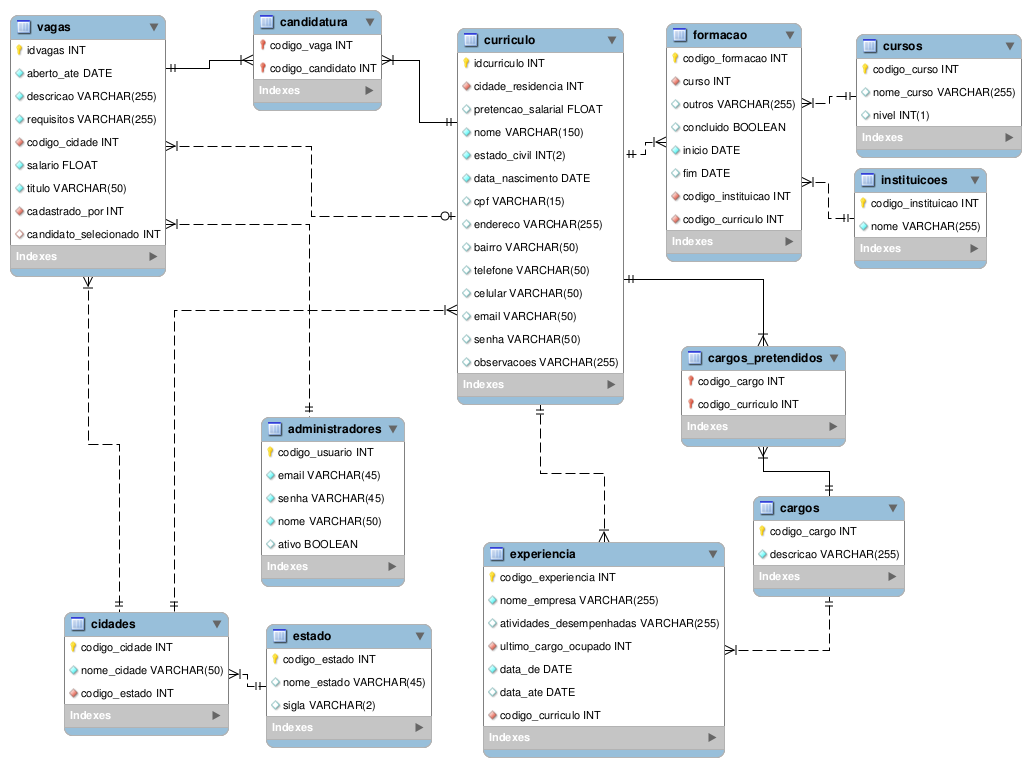 vagas
idvagas INT
aberto_ate DATE
descricao VARCHAR(255)
requisitos VARCHAR(255)
codigo_cidade INT
salario FLOAT
titulo VARCHAR(50)
cadastrado_por INT
candidato_selecionado INT
Indexes
candidatura
codigo_vaga INT
codigo_candidato INT
Indexes
curriculo
idcurriculo INT
cidade_residencia INT
pretencao_salarial FLOAT
nome VARCHAR(150)
estado_civil INT(2)
data_nascimento DATE
cpf VARCHAR(15)
endereco VARCHAR(255)
bairro VARCHAR(50)
telefone VARCHAR(50)
celular VARCHAR(50)
email VARCHAR(50)
senha VARCHAR(50)
observacoes VARCHAR(255)
Indexes
formacao
codigo_formacao INT
curso INT
outros VARCHAR(255)
concluido BOOLEAN
inicio DATE
fim DATE
codigo_instituicao INT
codigo_curriculo INT
Indexes
cursos
codigo_curso INT
nome_curso VARCHAR(255)
nivel INT(1)
Indexes
instituicoes
codigo_instituicao INT
nome VARCHAR(255)
Indexes
cargos_pretendidos
codigo_cargo INT
codigo_curriculo INT
Indexes
administradores
codigo_usuario INT
email VARCHAR(45)
senha VARCHAR(45)
nome VARCHAR(50)
ativo BOOLEAN
Indexes
cargos
codigo_cargo INT
descricao VARCHAR(255)
Indexes
experiencia
codigo_experiencia INT
nome_empresa VARCHAR(255)
atividades_desempenhadas VARCHAR(255)
ultimo_cargo_ocupado INT
data_de DATE
data_ate DATE
codigo_curriculo INT
Indexes
cidades
codigo_cidade INT
nome_cidade VARCHAR(50)
codigo_estado INT
Indexes
estado
codigo_estado INT
nome_estado VARCHAR(45)
sigla VARCHAR(2)
Indexes